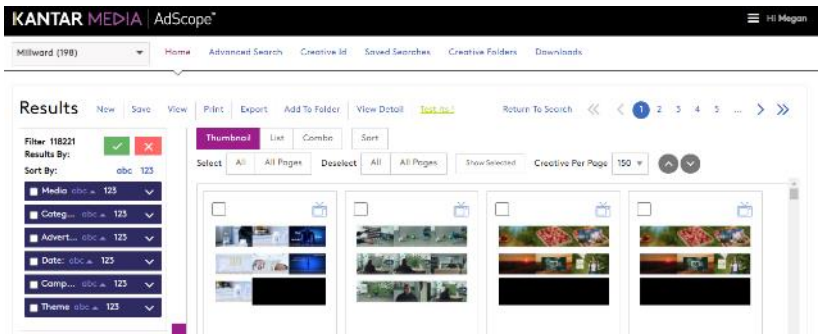 KANTAR MEDIA AdScope™
Hi Megan
Millward (198) Home Advanced Search Creative Id Saved Searches Creative Folders Downloads
Results New Save View Print Export Add To Folder View Detail Return To Search 1 2 3 4 5 ...
Filter 118221
Results By:
Sort By: abc 123
Media abc 123
Categ... abc 123
Advert... abc 123
Date: abc 123
Camp... abc 123
Theme abc 123
Thumbnail List Combo Sort
Select All All Pages Deselect All All Pages Show Selected Creative Per Page 150